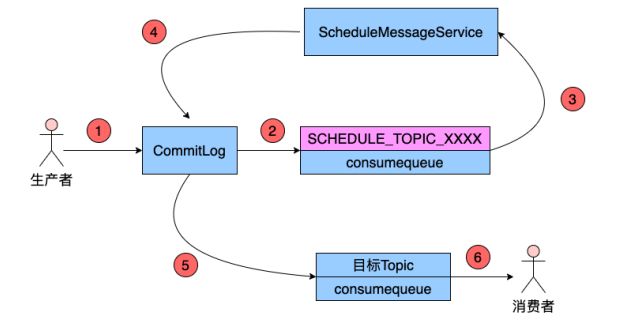 ScheduleMessageService
4
3
1
2
SCHEDULE_TOPIC_XXXX
CommitLog
consumequeue
生产者
5
目标Topic
6
consumequeue
消费者